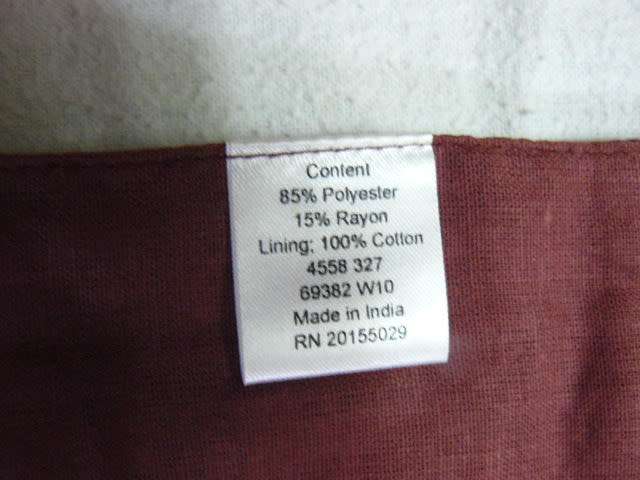 Content
85% Polyester
15% Rayon
Lining; 100% Cotton
4558 327
69382 W10
Made in India
RN 20155029